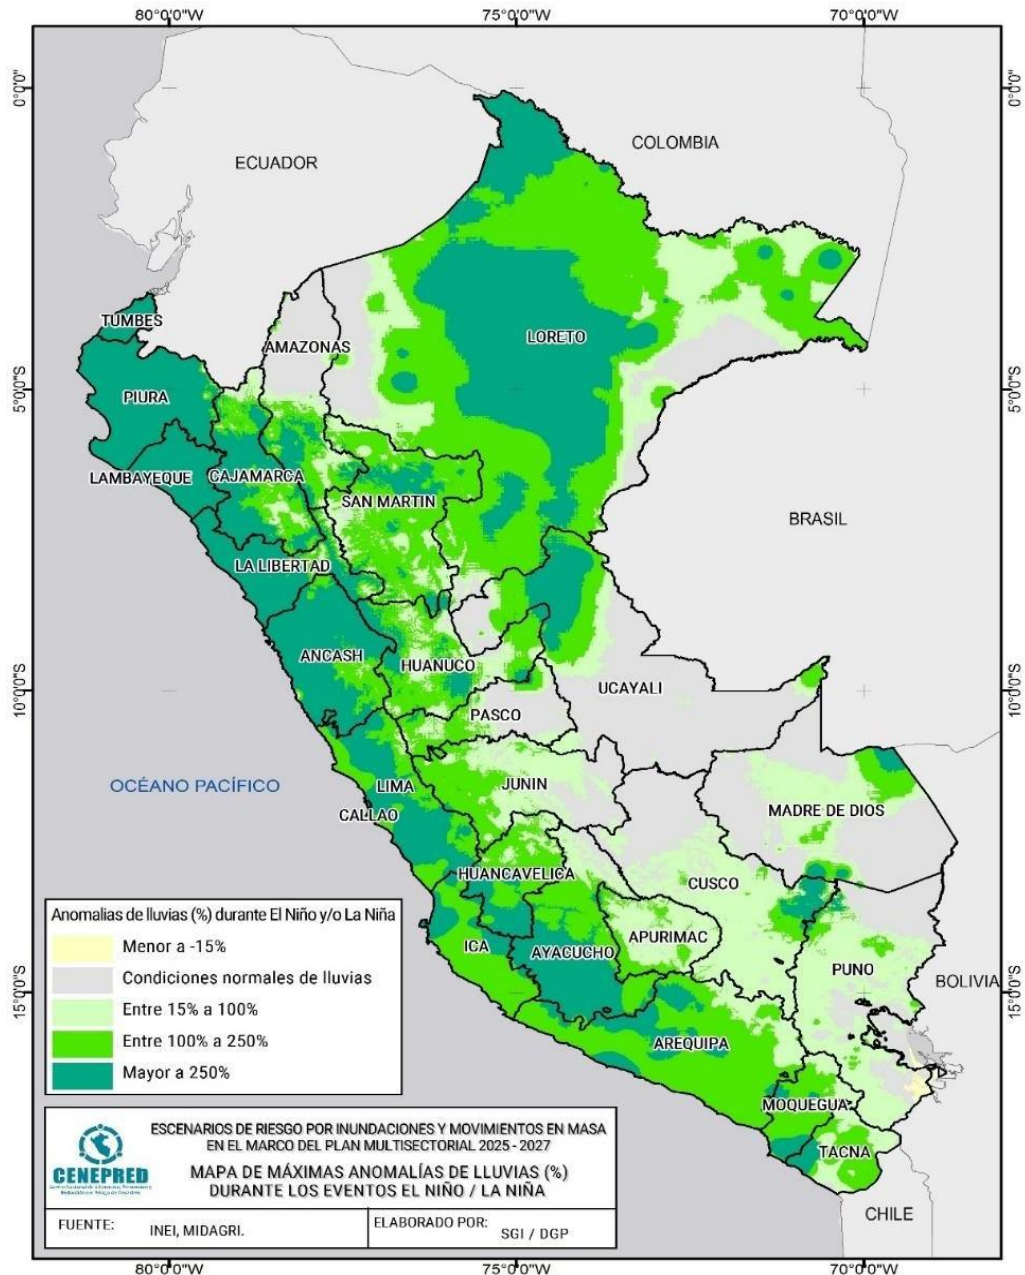 80°0'0"W
75°0'0"W
70°0'0"W
0°0'0"
0°0'0"
COLOMBIA
ECUADOR
TUMBES
AMAZONAS
LORETO
5°0'0"S
5°0'0"S
PIURA
LAMBAYEQUE
CAJAMARCA
SAN MARTIN
BRASIL
LA LIBERTAD
ANCASH
HUANUCO
UCAYALI
10°0'0"S
10°0'0"S
PASCO
OCÉANO PACÍFICO
LIMA
JUNIN
CALLAO
MADRE DE DIOS
HUANCAVELICA
CUSCO
ICA
AYACUCHO
APURIMAC
PUNO
BOLIVIA
15°0'0"S
15°0'0"S
AREQUIPA
MOQUEGUA
TACNA
CHILE
Anomalias de lluvias (%) durante El Niño y/o La Niña
Menor a -15%
Condiciones normales de lluvias
Entre 15% a 100%
Entre 100% a 250%
Mayor a 250%
CENEPRED
ESCENARIOS DE RIESGO POR INUNDACIONES Y MOVIMIENTOS EN MASA
EN EL MARCO DEL PLAN MULTISECTORIAL 2025 - 2027
MAPA DE MÁXIMAS ANOMALÍAS DE LLUVIAS (%)
DURANTE LOS EVENTOS EL NIÑO / LA NIÑA
FUENTE: INEI, MIDAGRI.
ELABORADO POR: SGI / DGP
80°0'0"W
75°0'0"W
70°0'0"W